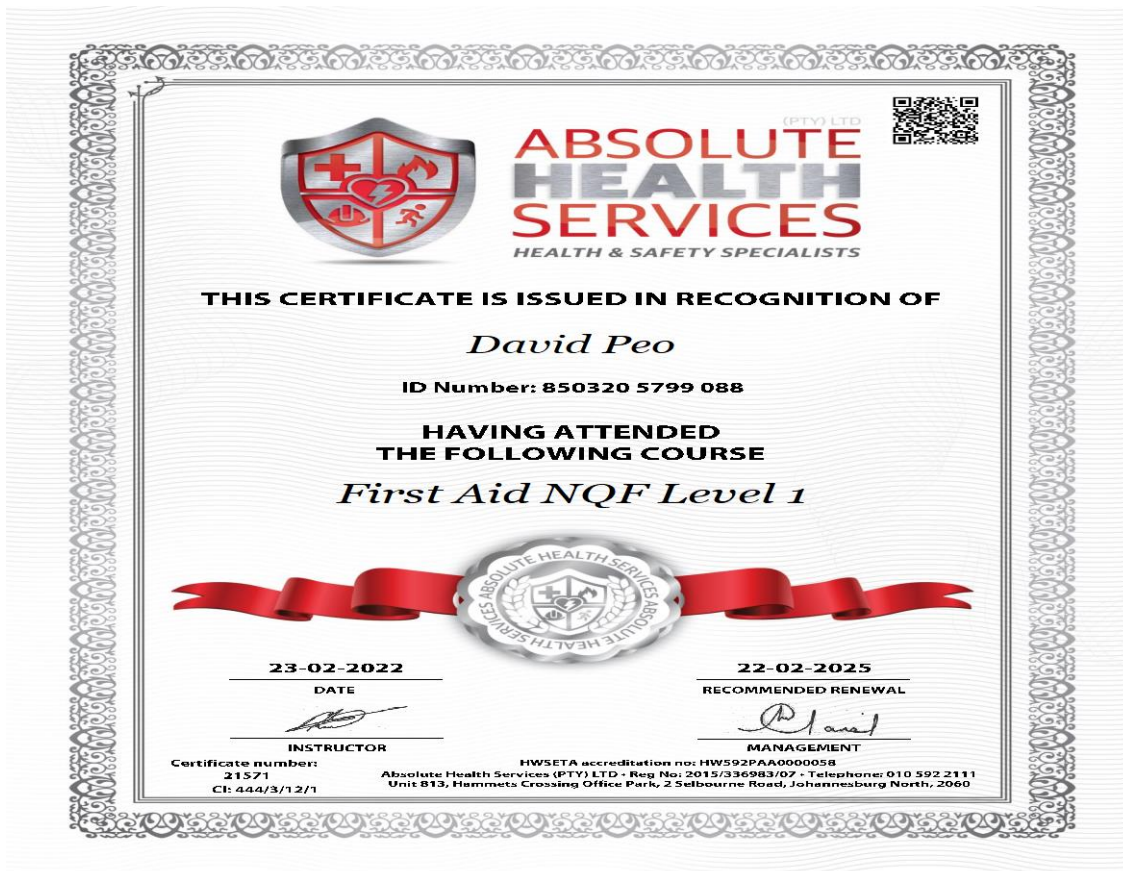 (PTY) LTD
ABSOLUTE
HEALTH
SERVICES
HEALTH & SAFETY SPECIALISTS
THIS CERTIFICATE IS ISSUED IN RECOGNITION OF
David Peo
ID Number: 850320 5799 088
HAVING ATTENDED
THE FOLLOWING COURSE
First Aid NQF Level 1
ABSOLUTE HEALTH SERVICES ABSOLUTE HEALTH SERVICES
23-02-2022
DATE
22-02-2025
RECOMMENDED RENEWAL
INSTRUCTOR
MANAGEMENT
Certificate number:
21571
CI: 444/3/12/1
HWSETA accreditation no: HW592PAA0000058
Absolute Health Services (PTY) LTD • Reg No: 2015/336983/07 • Telephone: 010 592 2111
Unit 813, Hammets Crossing Office Park, 2 Selbourne Road, Johannesburg North, 2060